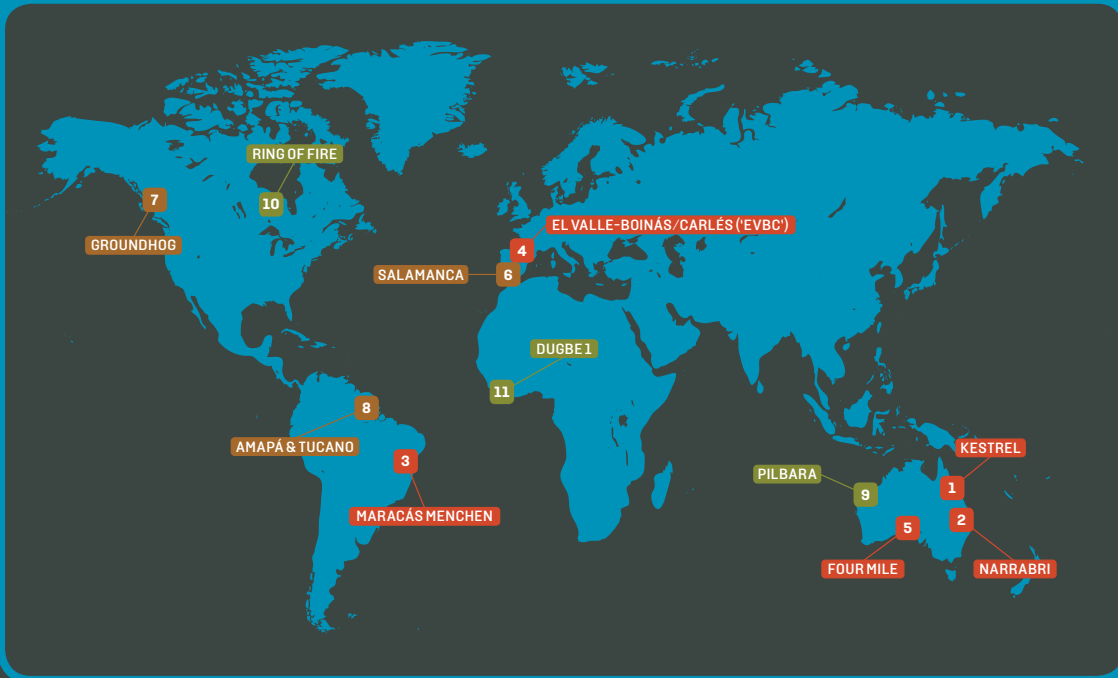 RING OF FIRE
10
7
GROUNDHOG
EL VALLE-BOINÁS/CARLÉS ('EVBC')
4
SALAMANCA
6
DUGBE 1
11
8
AMAPÁ & TUCANO
3
MARACÁS MENCHEN
KESTREL
1
PILBARA
9
2
5
FOUR MILE
NARRABRI